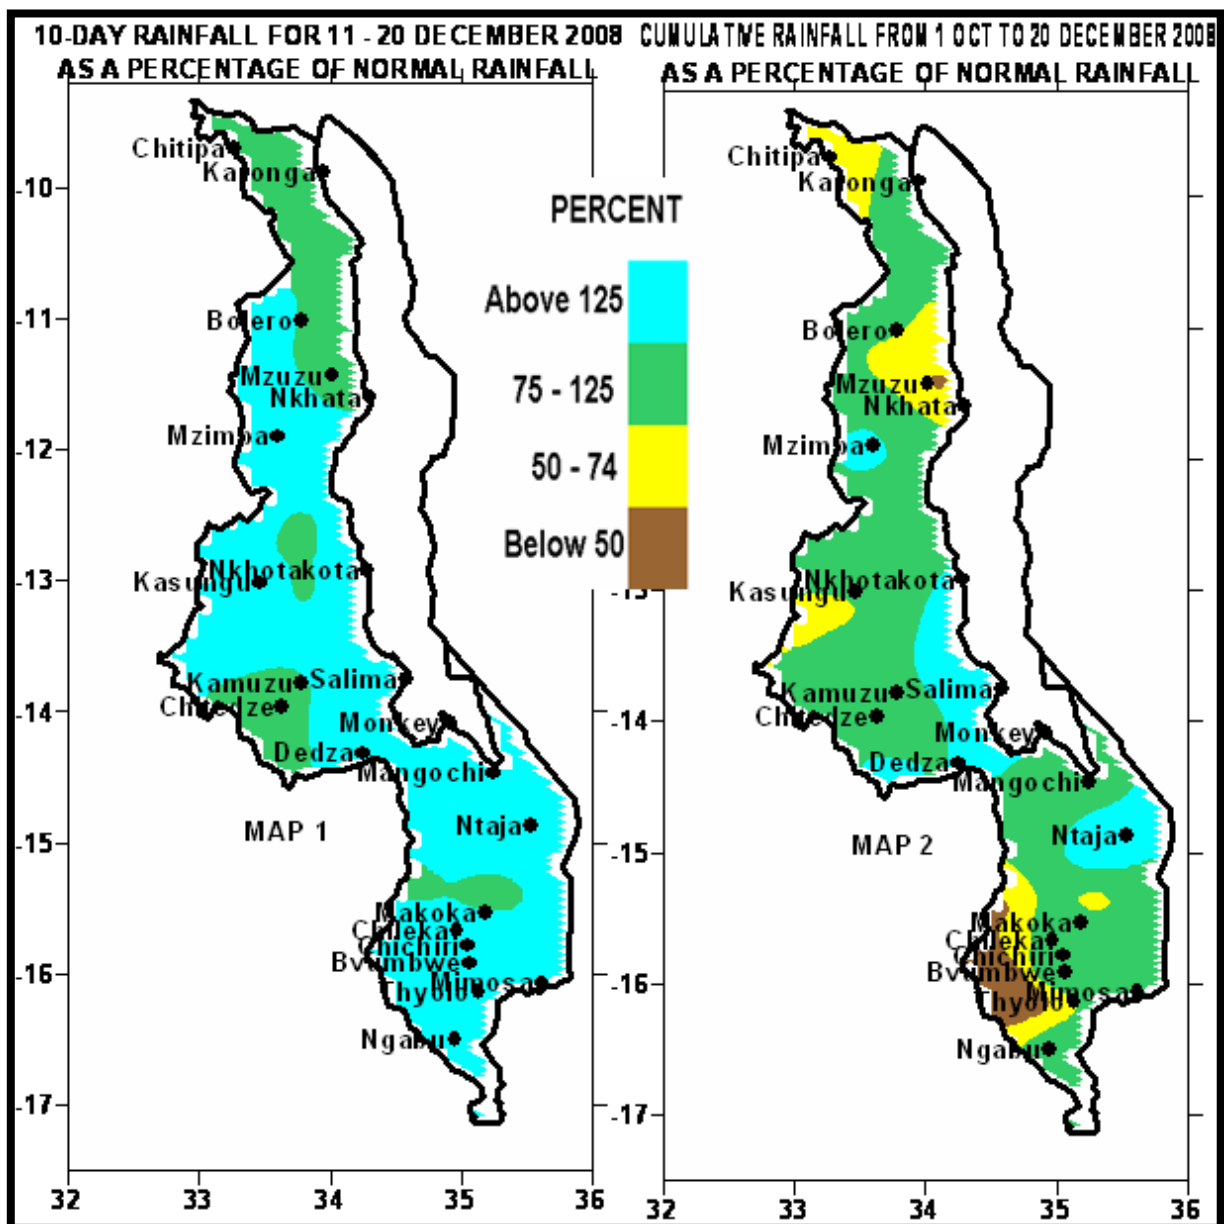 10-DAY RAINFALL FOR 11 - 20 DECEMBER 2008
AS A PERCENTAGE OF NORMAL RAINFALL
CUMULATIVE RAINFALL FROM 1 OCT TO 20 DECEMBER 2008
AS A PERCENTAGE OF NORMAL RAINFALL
PERCENT
Above 125
75 - 125
50 - 74
Below 50
Chitipa
Karonga
Bolero
Mzuzu
Nkhata
Mzimba
Nkhotakota
Kasungu
Kamuzu
Salima
Chitedze
Monkey
Dedza
Mangochi
MAP 1
Ntaja
Makoka
Chileka
Chichiri
Bvumbwe
Mimosa
Thyolo
Ngabu
-10
-11
-12
-13
-14
-15
-16
-17
32
33
34
35
36
Chitipa
Karonga
Bolero
Mzuzu
Nkhata
Mzimba
Nkhotakota
Kasungu
Kamuzu
Salima
Chitedze
Monkey
Dedza
Mangochi
MAP 2
Ntaja
Makoka
Chileka
Chichiri
Bvumbwe
Mimosa
Thyolo
Ngabu
-14
-15
-16
-17
32
33
34
35
36